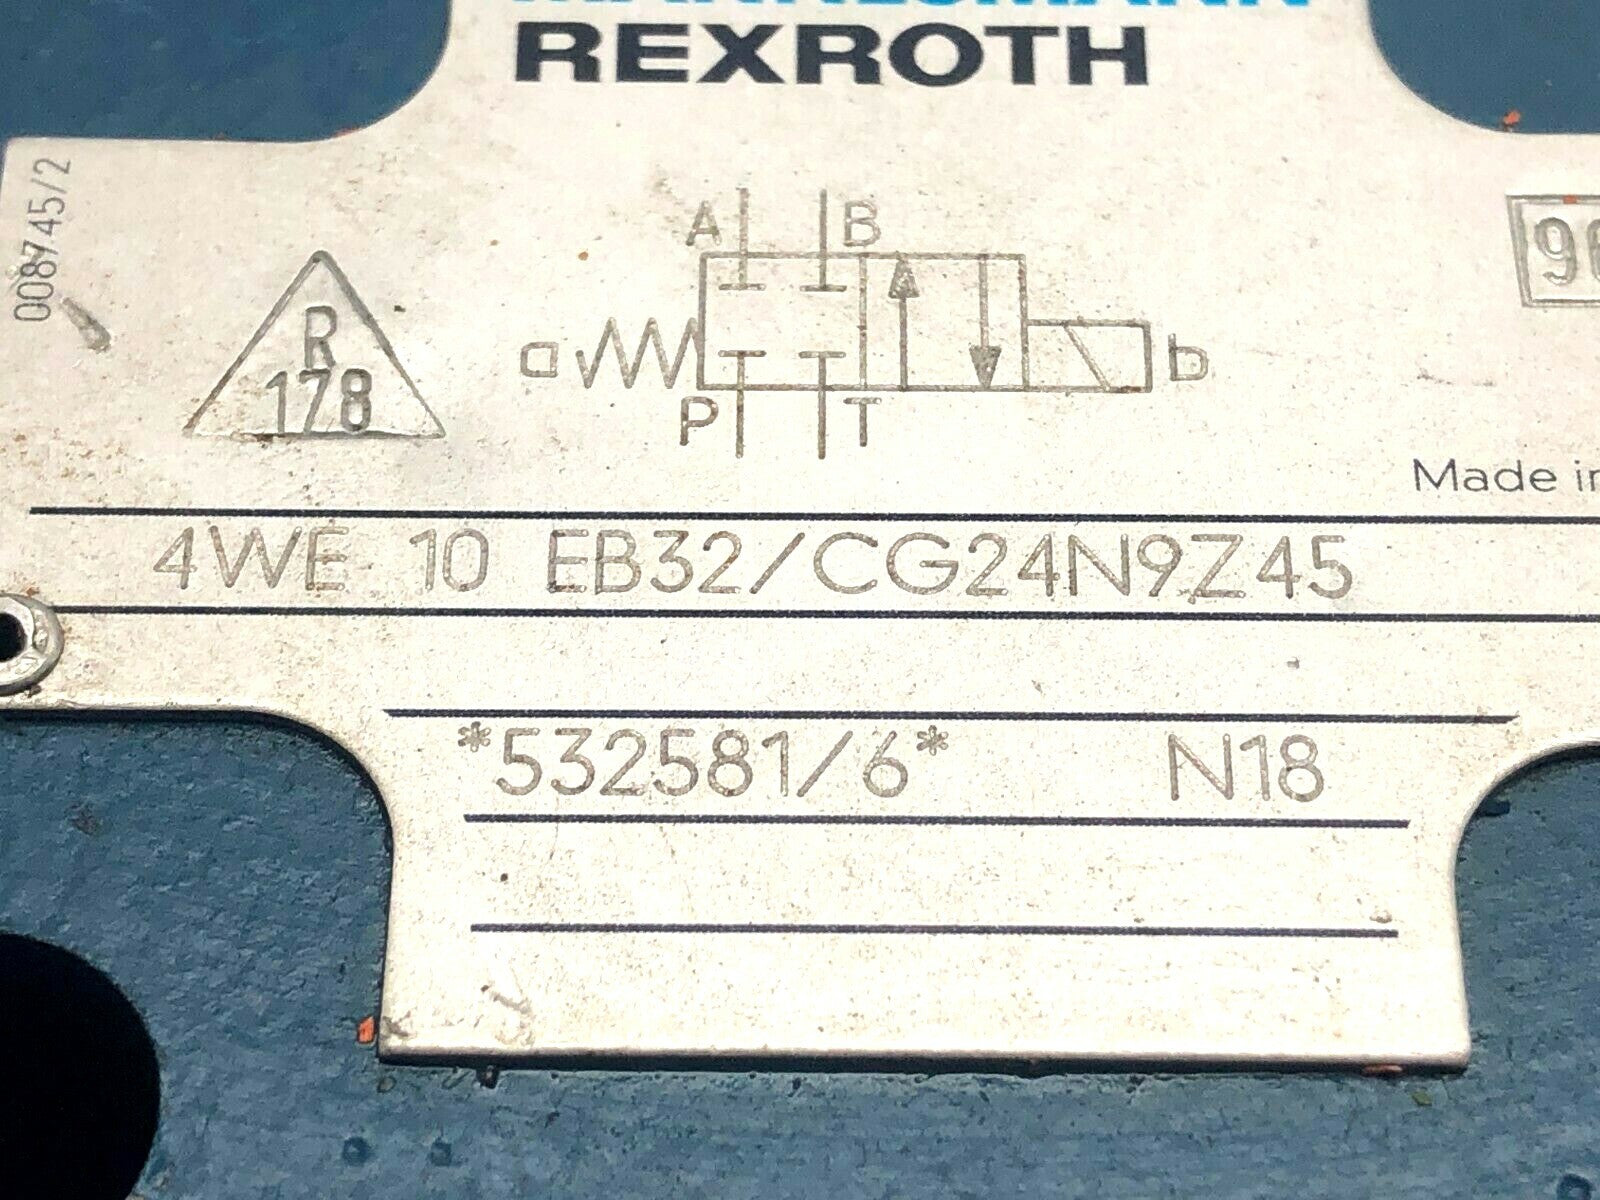 REXROTH
008745/2
A B
R
178
a b
P T
Made in
4WE 10 EB32/CG24N9Z45
*532581/6* N18